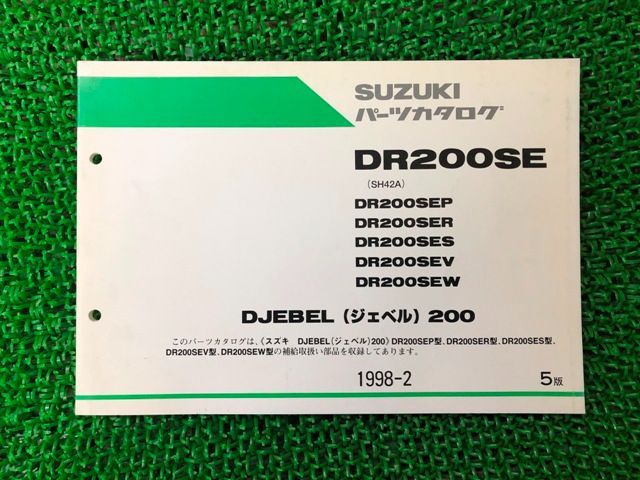 SUZUKI
パーツカタログ
DR200SE
(SH42A)
DR200SEP
DR200SER
DR200SES
DR200SEV
DR200SEW
DJEBEL(ジェベル)200
このパーツカタログは、《スズキ DJEBEL(ジェベル)200》DR200SEP型、DR200SER型、DR200SES型、
DR200SEV型、DR200SEW型の補給取扱い部品を収録してあります。
1998-2 5版